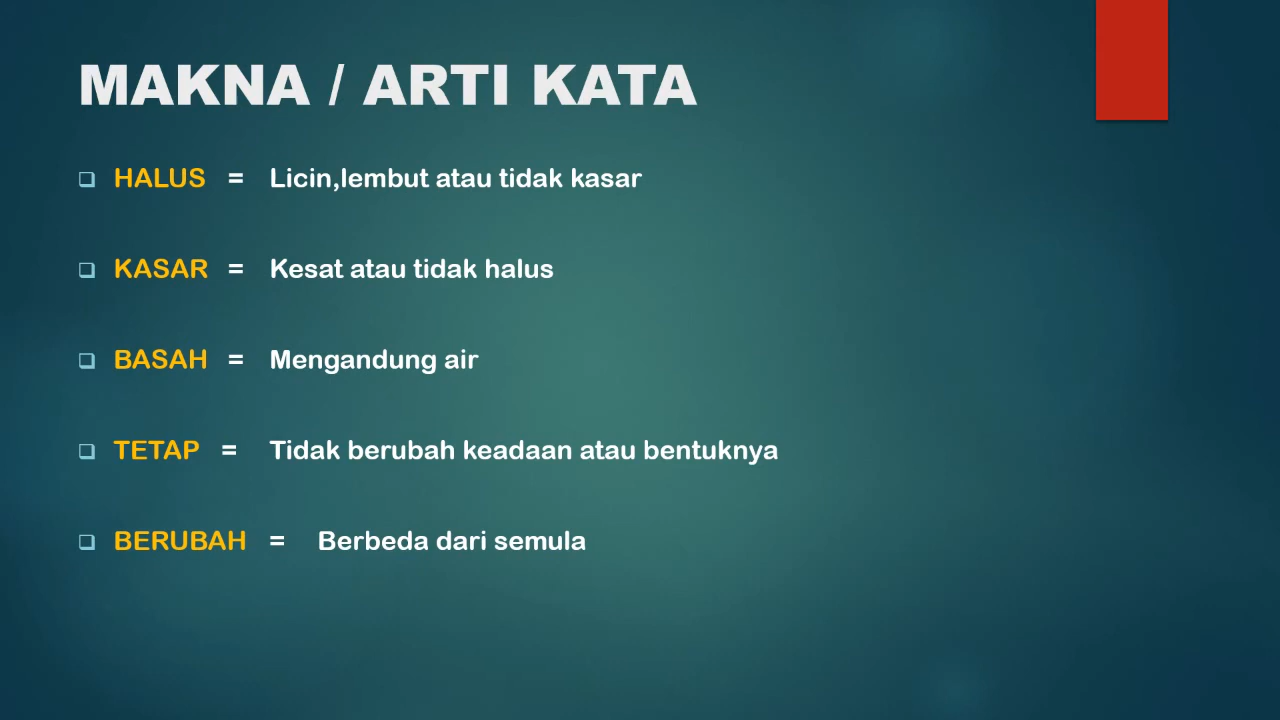 MAKNA / ARTI KATA
HALUS = Licin,lembut atau tidak kasar
KASAR = Kesat atau tidak halus
BASAH = Mengandung air
TETAP = Tidak berubah keadaan atau bentuknya
BERUBAH = Berbeda dari semula